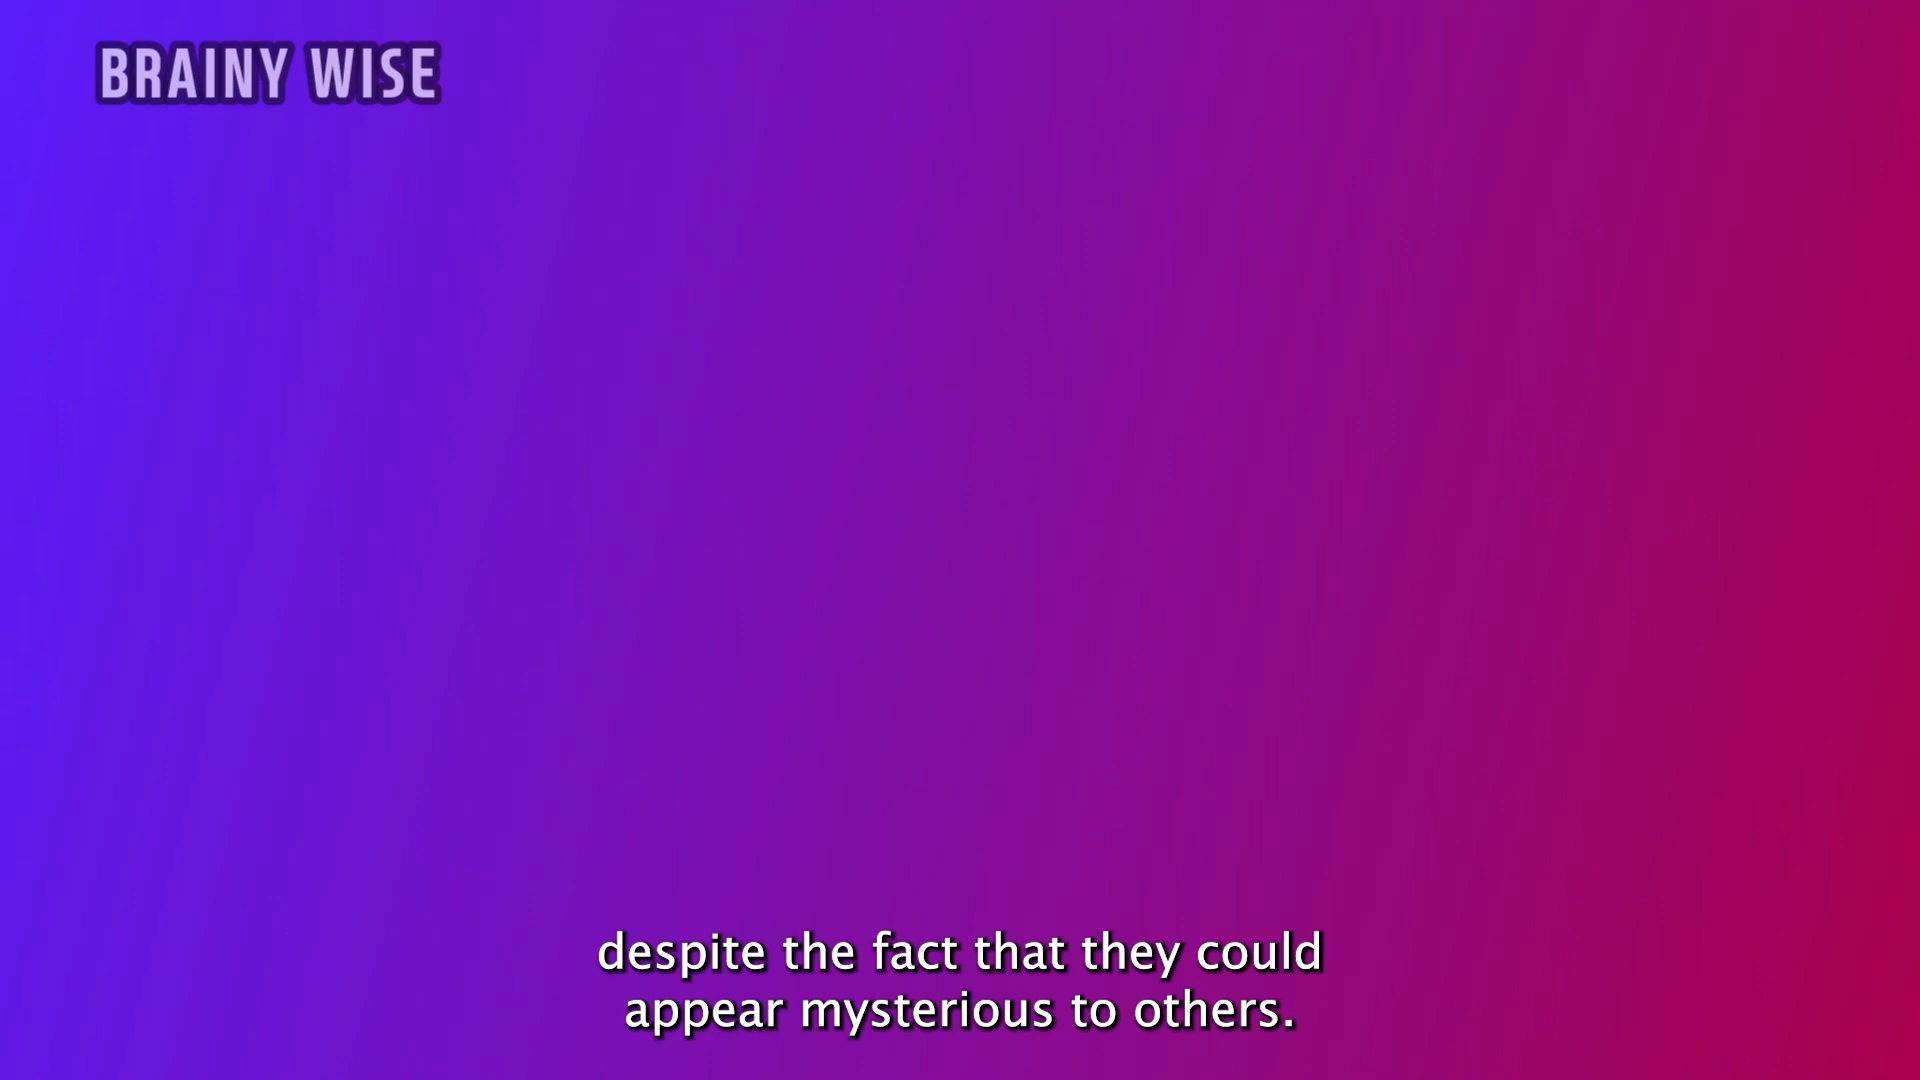 BRAINY WISE
despite the fact that they could
appear mysterious to others.